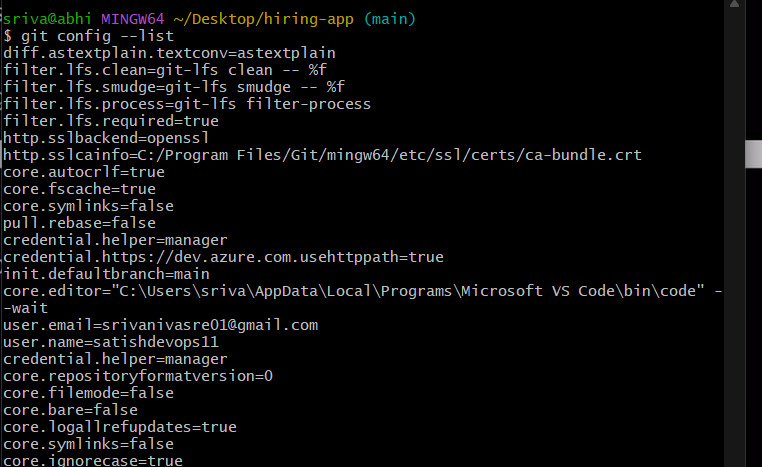 sriva@abhi MINGW64 ~/Desktop/hiring-app (main)
$ git config --list
diff.astextplain.textconv=astextplain
filter.lfs.clean=git-lfs clean -- %f
filter.lfs.smudge=git-lfs smudge -- %f
filter.lfs.process=git-lfs filter-process
filter.lfs.required=true
http.sslbackend=openssl
http.sslcainfo=C:/Program Files/Git/mingw64/etc/ssl/certs/ca-bundle.crt
core.autocrlf=true
core.fscache=true
core.symlinks=false
pull.rebase=false
credential.helper=manager
credential.https://dev.azure.com.usehttppath=true
init.defaultbranch=main
core.editor="C:\Users\sriva\AppData\Local\Programs\Microsoft VS Code\bin\code" -
-wait
user.email=srivanivasre01@gmail.com
user.name=satishdevops11
credential.helper=manager
core.repositoryformatversion=0
core.filemode=false
core.bare=false
core.logallrefupdates=true
core.symlinks=false
core.ignorecase=true